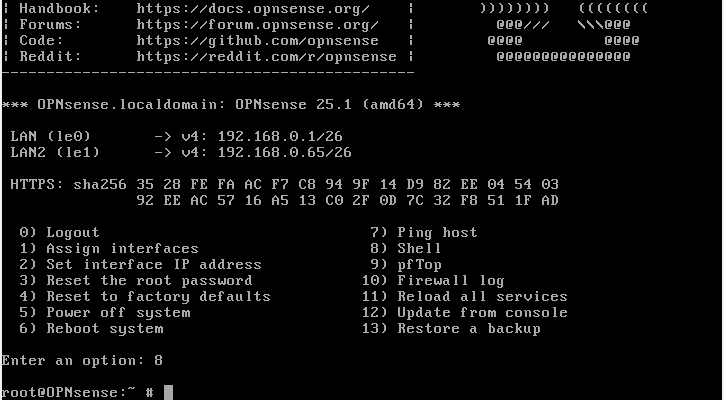 | Handbook:    https://docs.opnsense.org/     |       ))))))))   ((((((((
| Forums:      https://forum.opnsense.org/    |         @@@///   \\\@@@
| Code:        https://github.com/opnsense    |        @@@@         @@@@
| Reddit:      https://reddit.com/r/opnsense |         @@@@@@@@@@@@@@@
----------------------------------------------
*** OPNsense.localdomain: OPNsense 25.1 (amd64) ***
LAN (le0)       -> v4: 192.168.0.1/26
LAN2 (le1)      -> v4: 192.168.0.65/26
HTTPS: sha256 35 28 FE FA AC F7 C8 94 9F 14 D9 82 EE 04 54 03
              92 EE AC 57 16 A5 13 C0 2F 0D 7C 32 F8 51 1F AD
0) Logout                              7) Ping host
1) Assign interfaces                   8) Shell
2) Set interface IP address            9) pfTop
3) Reset the root password            10) Firewall log
4) Reset to factory defaults          11) Reload all services
5) Power off system                   12) Update from console
6) Reboot system                      13) Restore a backup
Enter an option: 8
root@OPNsense:~ #